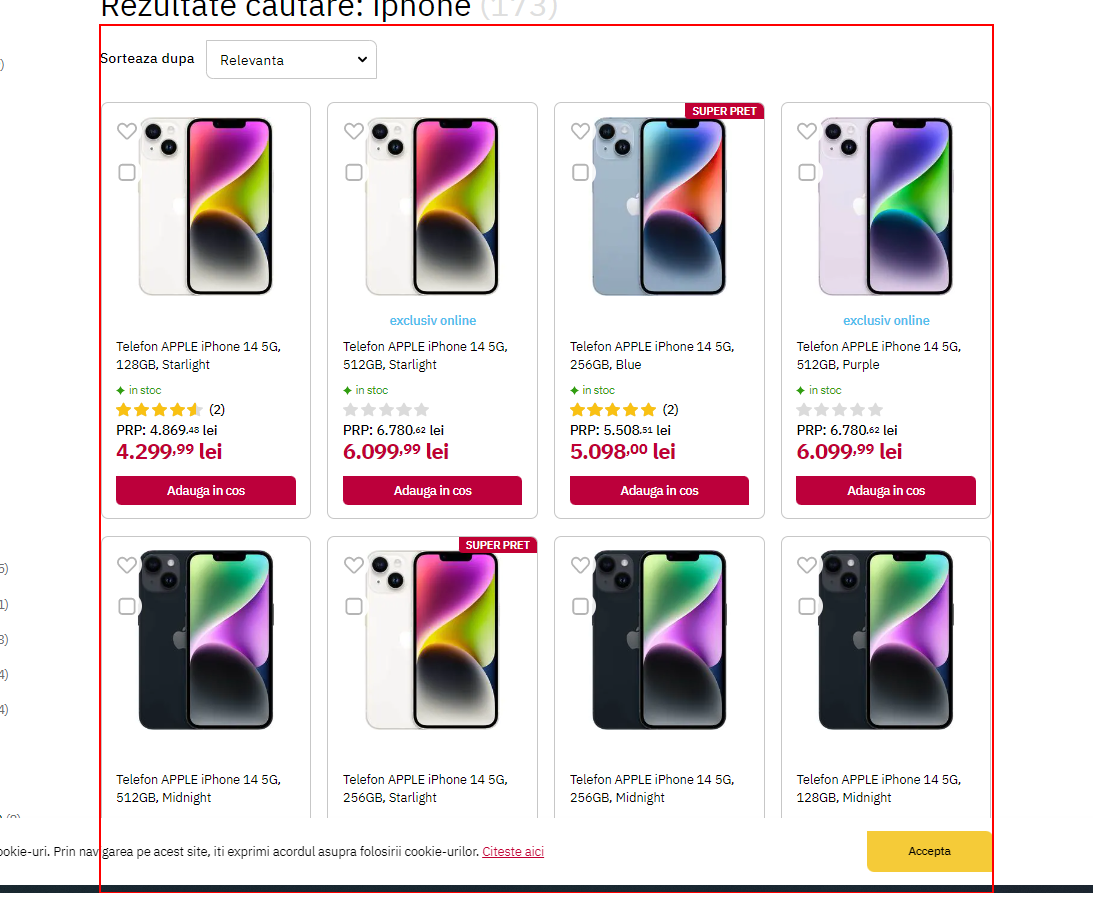 Rezultate cautare: iphone (173)
Sorteaza dupa Relevanta
SUPER PRET
exclusiv online
exclusiv online
Telefon APPLE iPhone 14 5G,
128GB, Starlight
in stoc
(2)
PRP: 4.869,48 lei
4.299,99 lei
Adauga in cos
Telefon APPLE iPhone 14 5G,
512GB, Starlight
in stoc
PRP: 6.780,62 lei
6.099,99 lei
Adauga in cos
Telefon APPLE iPhone 14 5G,
256GB, Blue
in stoc
(2)
PRP: 5.508,51 lei
5.098,00 lei
Adauga in cos
Telefon APPLE iPhone 14 5G,
512GB, Purple
in stoc
PRP: 6.780,62 lei
6.099,99 lei
Adauga in cos
SUPER PRET
Telefon APPLE iPhone 14 5G,
512GB, Midnight
Telefon APPLE iPhone 14 5G,
256GB, Starlight
Telefon APPLE iPhone 14 5G,
256GB, Midnight
Telefon APPLE iPhone 14 5G,
128GB, Midnight
ookie-uri. Prin navigarea pe acest site, iti exprimi acordul asupra folosirii cookie-urilor. Citeste aici
Accepta